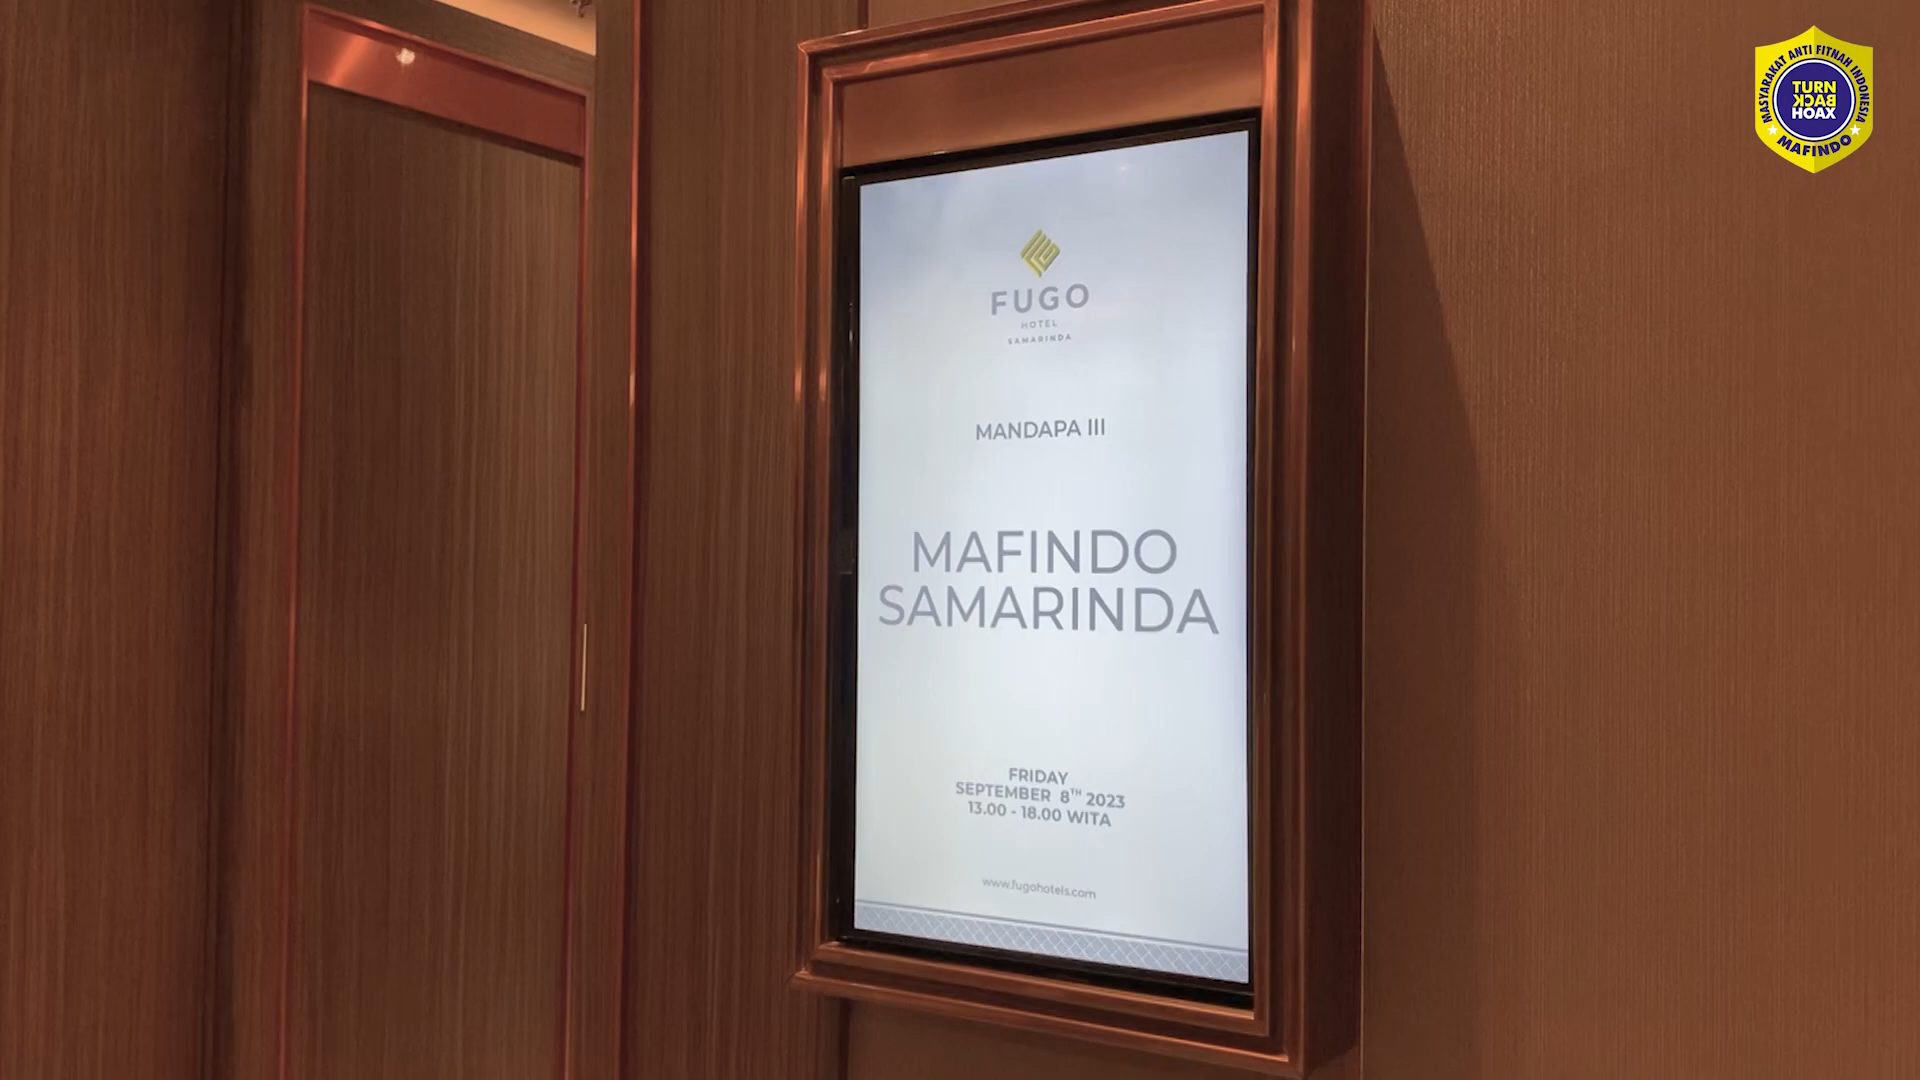 FUGO
HOTEL
SAMARINDA
MANDAPA III
MAFINDO
SAMARINDA
FRIDAY
SEPTEMBER 8TH 2023
13.00 - 18.00 WITA
www.fugohotels.com
MASYARAKAT ANTI FITNAH INDONESIA
TURN
BACK
HOAX
MAFINDO